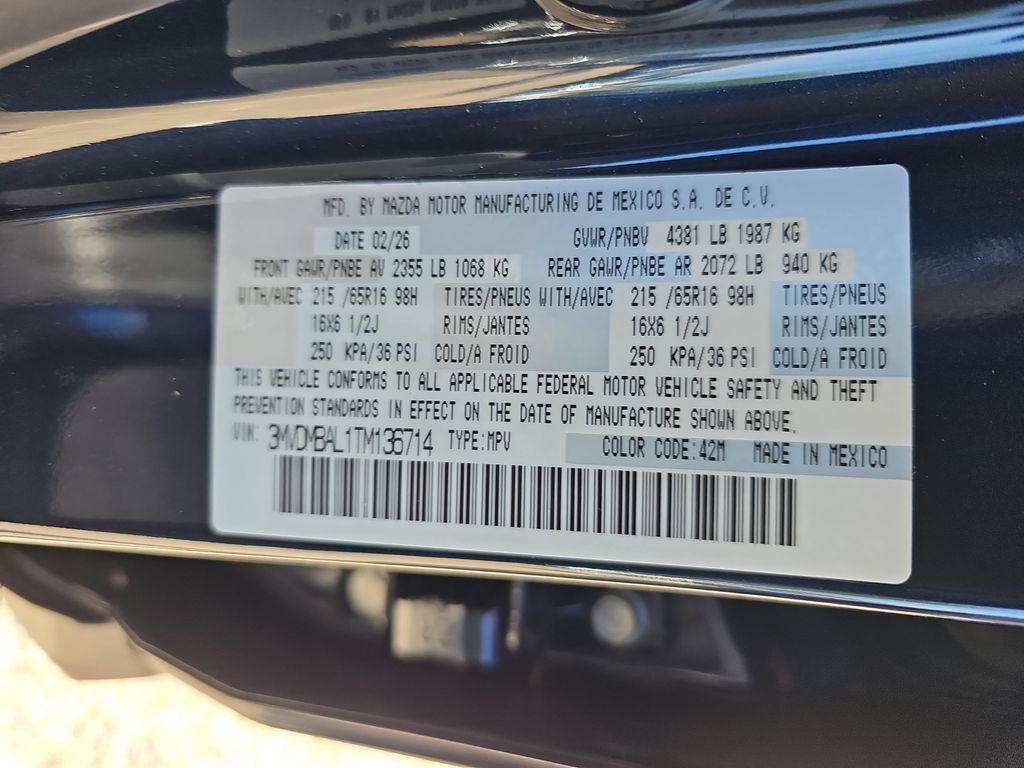 MFD. BY MAZDA MOTOR MANUFACTURING DE MEXICO S.A. DE C.V.
DATE 02/26 GVWR/PNBV 4381 LB 1987 KG
FRONT GAWR/PNBE AV 2355 LB 1068 KG REAR GAWR/PNBE AR 2072 LB 940 KG
WITH/AVEC 215 /65R16 98H TIRES/PNEUS WITH/AVEC 215 /65R16 98H TIRES/PNEUS
16X6 1/2J RIMS/JANTES 16X6 1/2J RIMS/JANTES
250 KPA/36 PSI COLD/A FROID 250 KPA/36 PSI COLD/A FROID
THIS VEHICLE CONFORMS TO ALL APPLICABLE FEDERAL MOTOR VEHICLE SAFETY AND THEFT
PREVENTION STANDARDS IN EFFECT ON THE DATE OF MANUFACTURE SHOWN ABOVE.
VIN: 3MVDMBAL1TM136714 TYPE:MPV COLOR CODE:42M MADE IN MEXICO